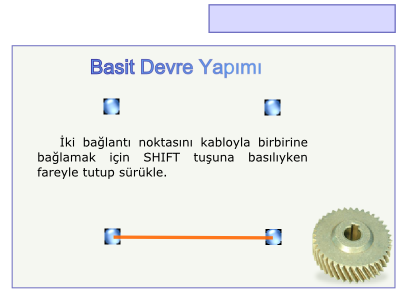 Basit Devre Yapımı
İki bağlantı noktasını kabloyla birbirine
bağlamak için SHIFT tuşuna basılıyken
fareyle tutup sürükle.